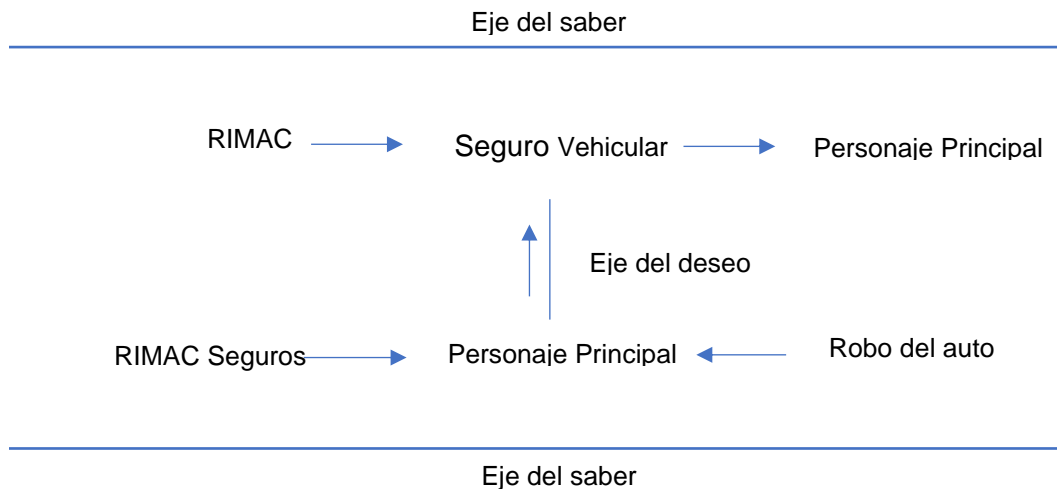 Eje del saber
RIMAC
Seguro Vehicular
Personaje Principal
Eje del deseo
RIMAC Seguros
Personaje Principal
Robo del auto
Eje del saber